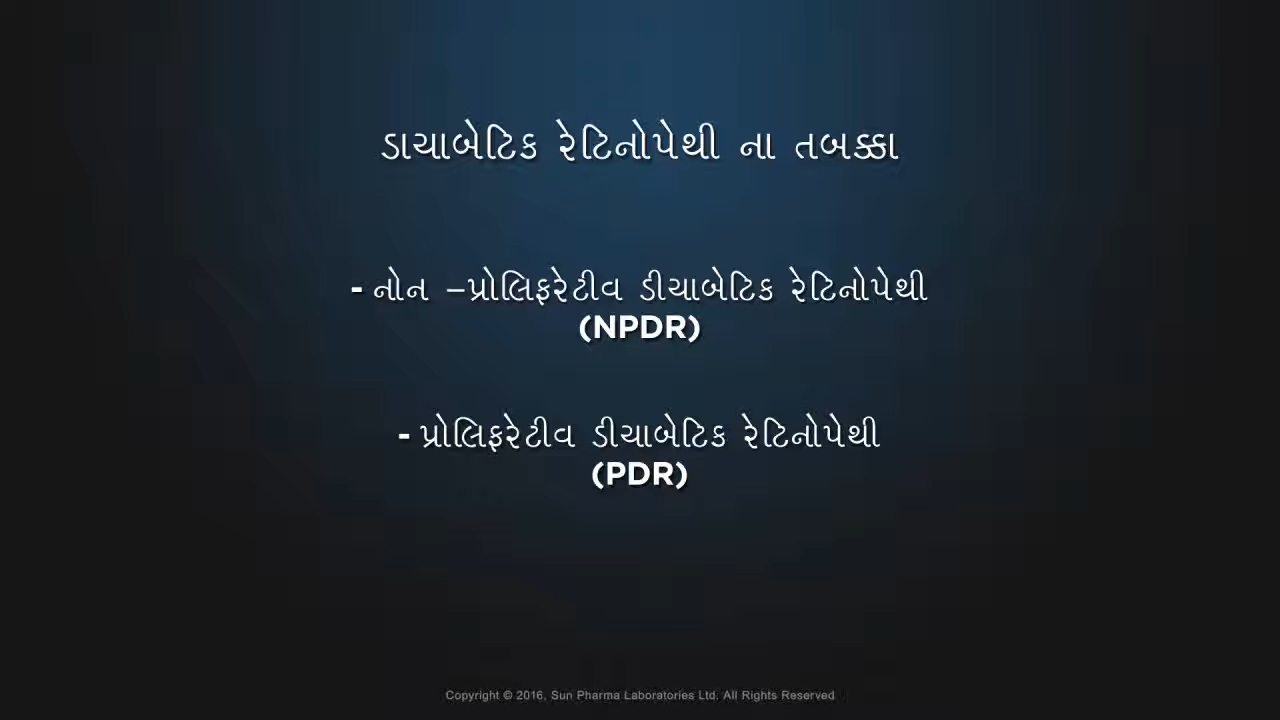 ડાયાબેટિક રેટિનોપેથી ના તબક્કા
- નોન –પ્રોલિફરેટીવ ડીયાબેટિક રેટિનોપેથી
(NPDR)
- પ્રોલિફરેટીવ ડીયાબેટિક રેટિનોપેથી
(PDR)
Copyright © 2016, Sun Pharma Laboratories Ltd. All Rights Reserved